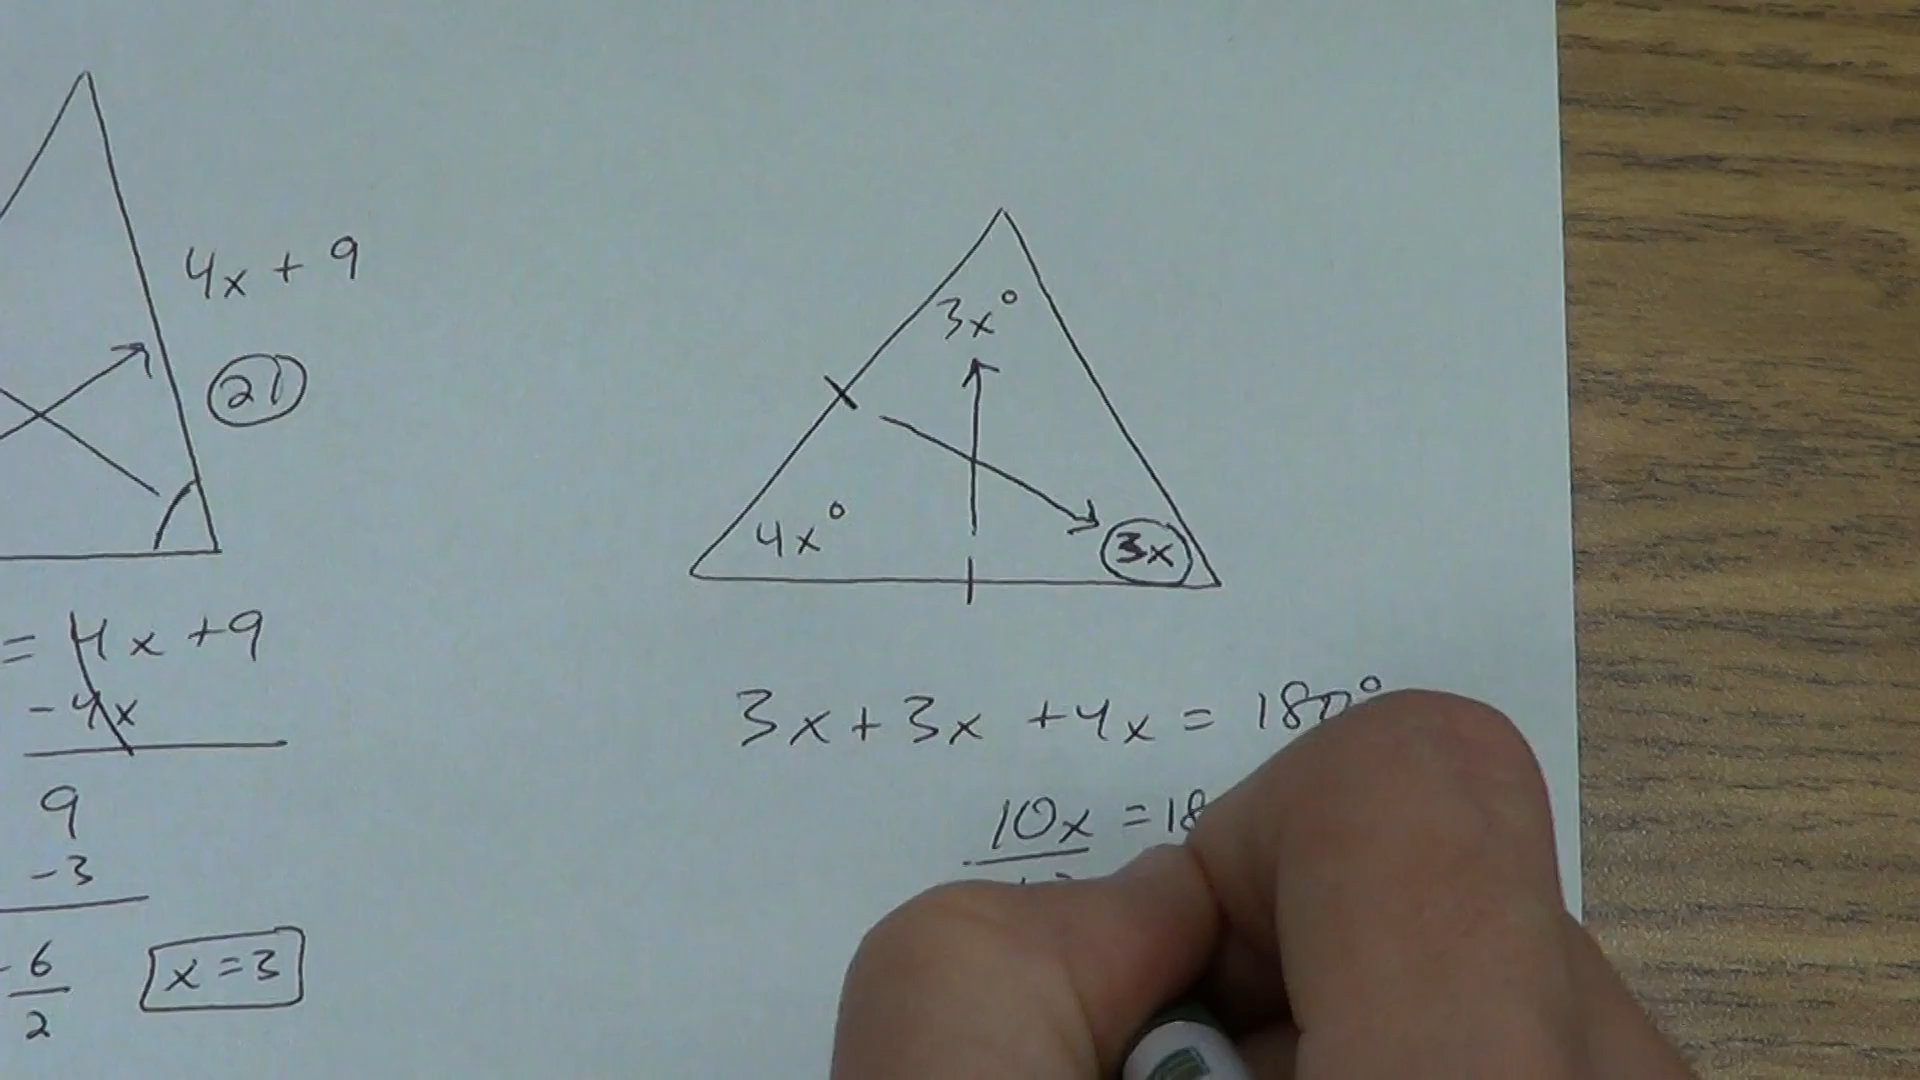 4x + 9
21
= 4x + 9
- 4x
9
- 3
6
2
x = 3
3x°
4x°
3x
3x + 3x + 4x = 180°
10x = 18